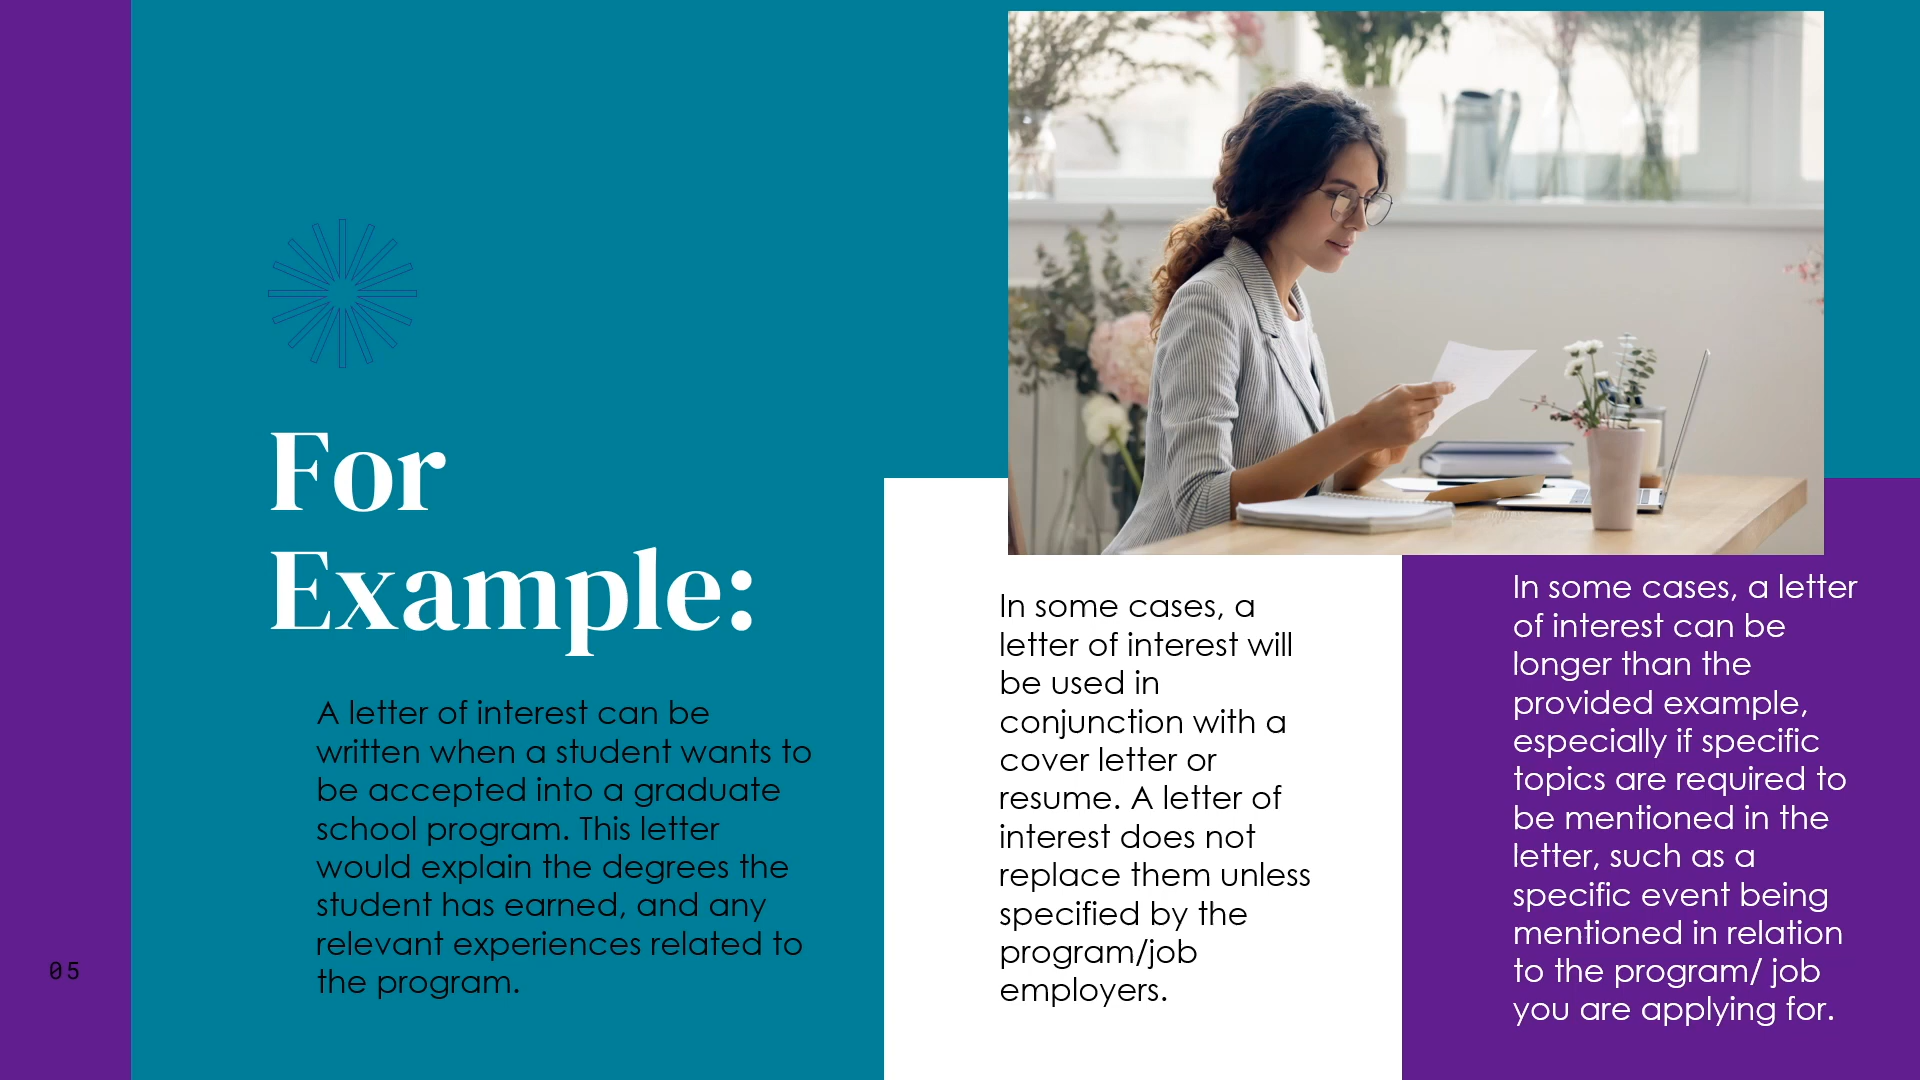 For
Example:
A letter of interest can be
written when a student wants to
be accepted into a graduate
school program. This letter
would explain the degrees the
student has earned, and any
relevant experiences related to
the program.
05
In some cases, a
letter of interest will
be used in
conjunction with a
cover letter or
resume. A letter of
interest does not
replace them unless
specified by the
program/job
employers.
In some cases, a letter
of interest can be
longer than the
provided example,
especially if specific
topics are required to
be mentioned in the
letter, such as a
specific event being
mentioned in relation
to the program/ job
you are applying for.